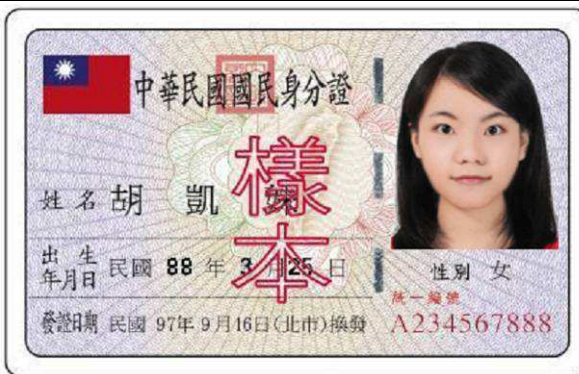 中華民國國民身分證
樣本
姓名 胡 凱
出生年月日 民國 88 年 3 月 25 日
性別 女
統一編號
發證日期 民國 97年 9月16日(北市)換發
A234567888